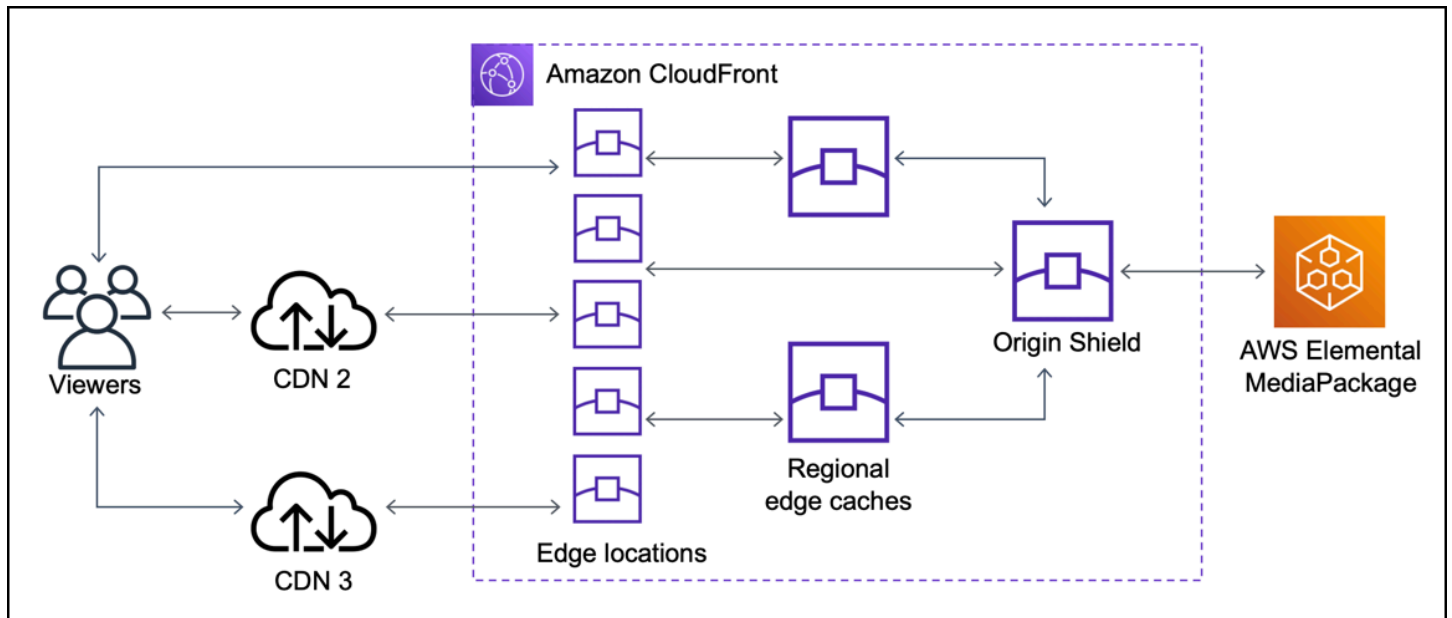 Amazon CloudFront
Viewers
CDN 2
CDN 3
Edge locations
Regional
edge caches
Origin Shield
AWS Elemental
MediaPackage